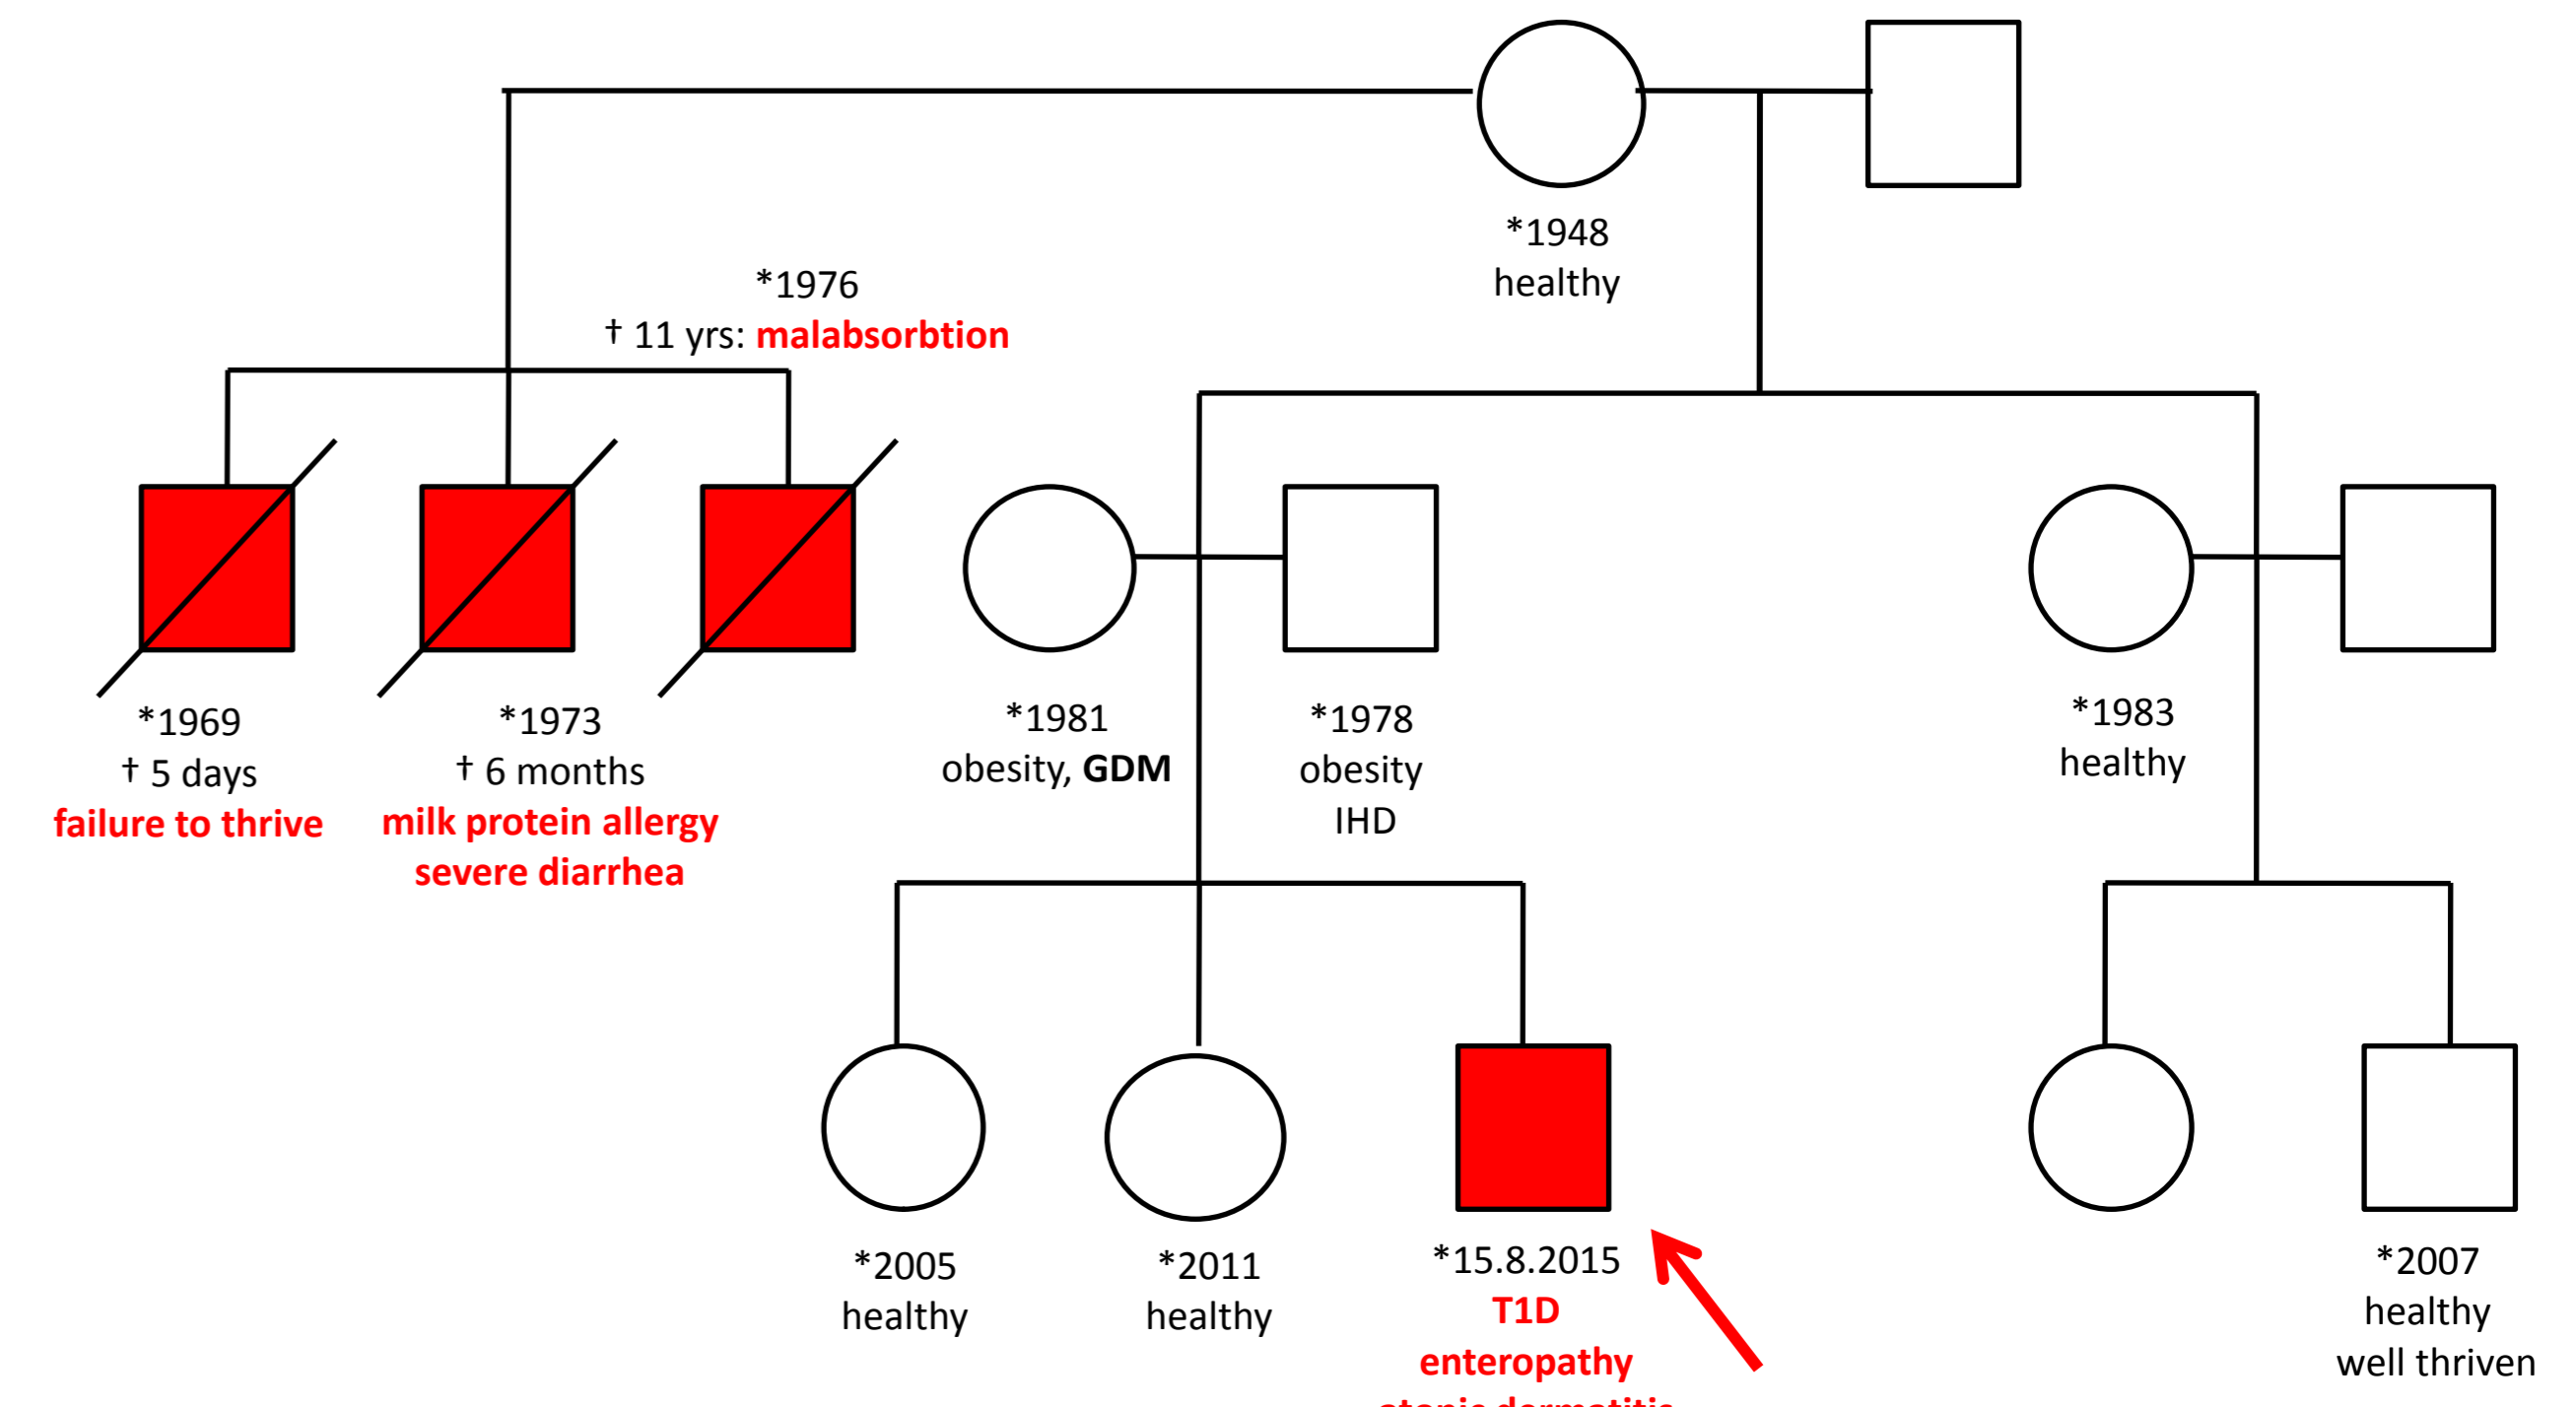 *1948
healthy
*1976
† 11 yrs: malabsorbtion
*1969
† 5 days
failure to thrive
*1973
† 6 months
milk protein allergy
severe diarrhea
*1981
obesity, GDM
*1978
obesity
IHD
*1983
healthy
*2005
healthy
*2011
healthy
*15.8.2015
T1D
enteropathy
atopic dermatitis
*2007
healthy
well thriven